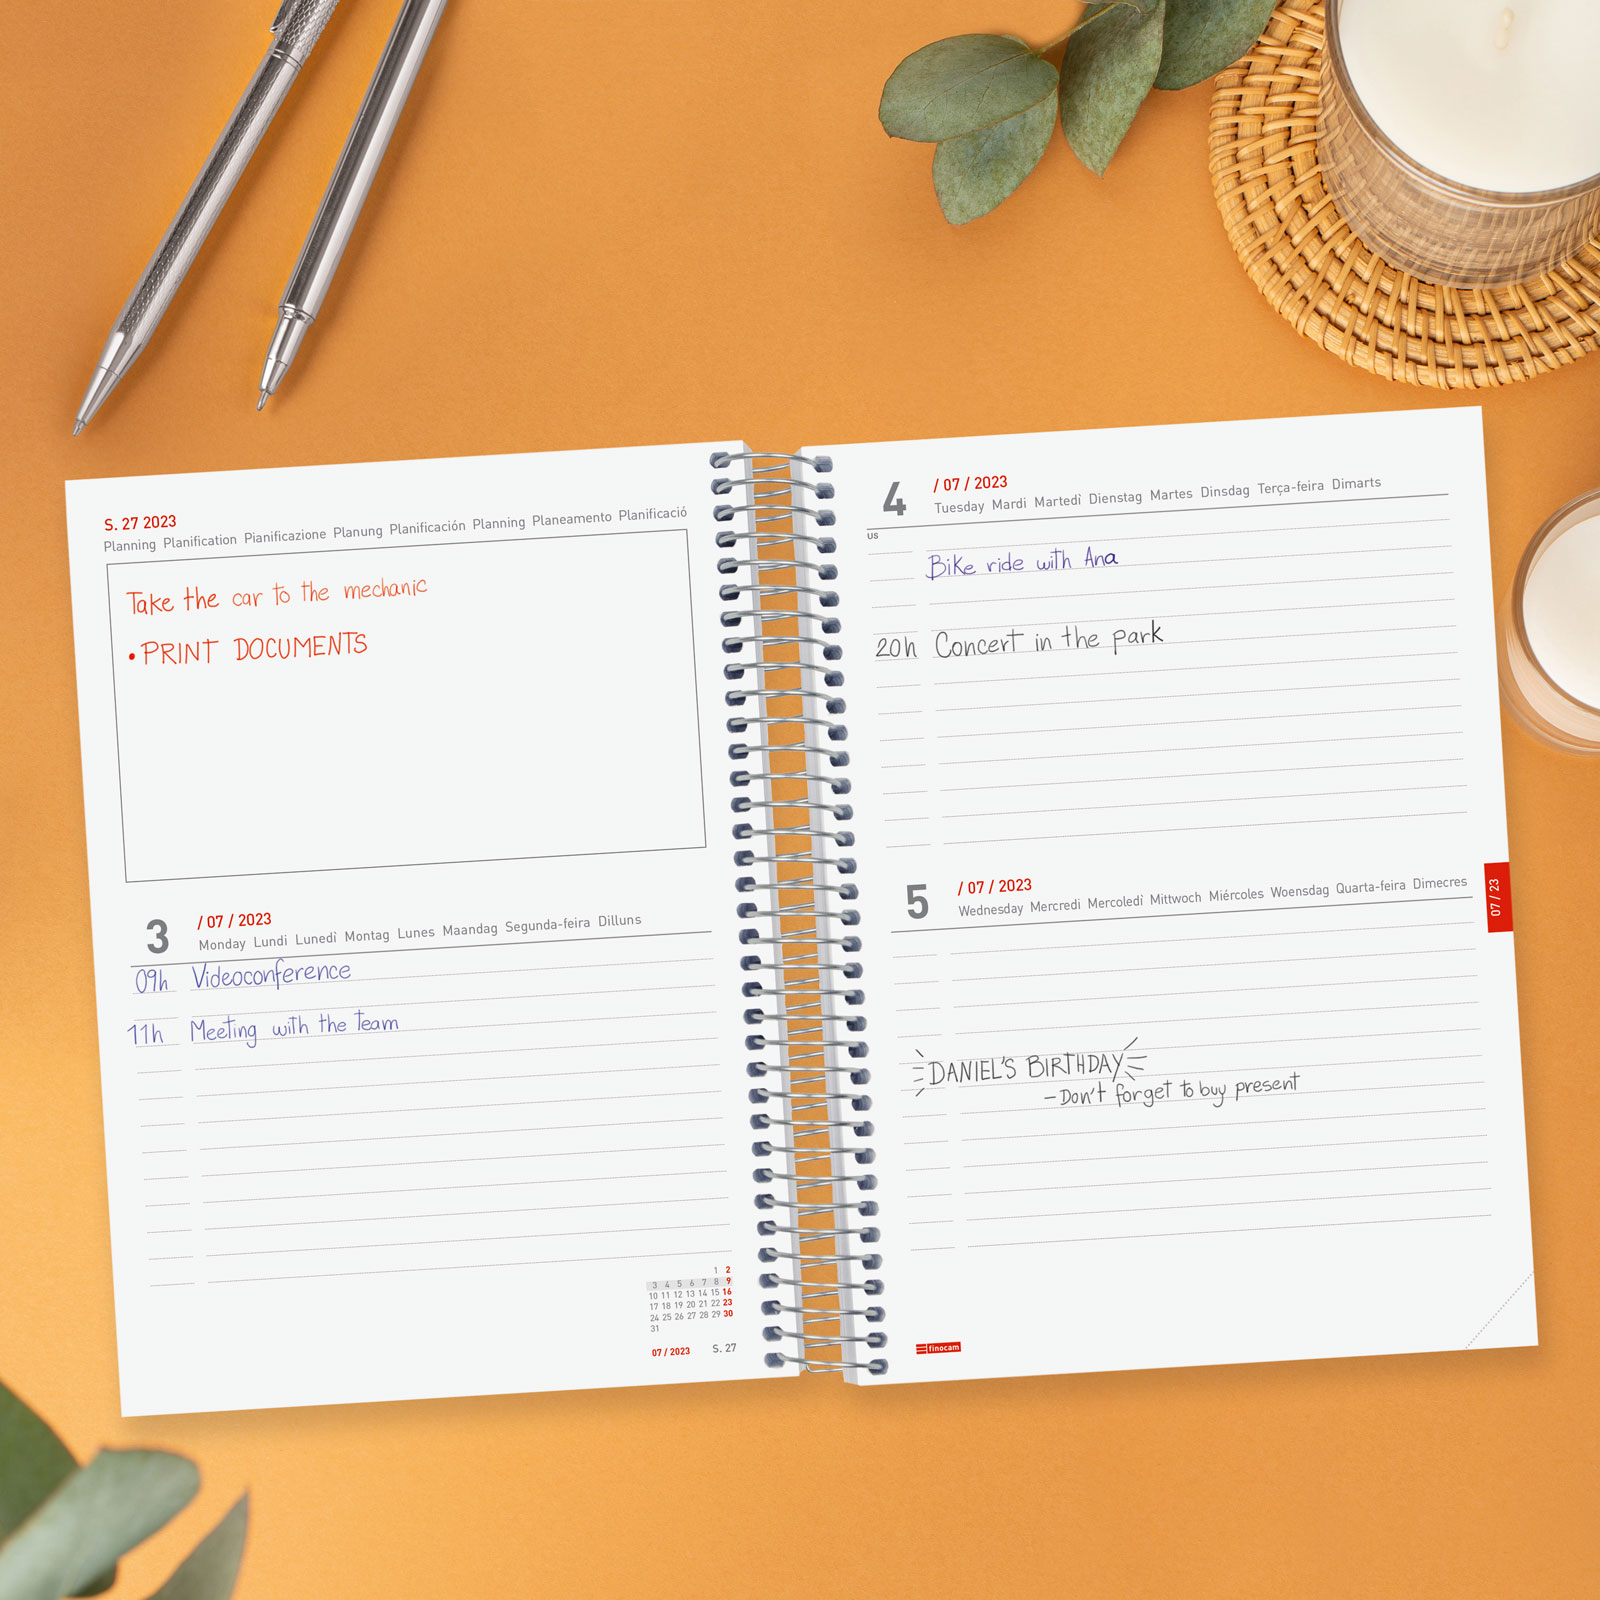 S. 27 2023
Planning Planification Pianificazione Planung Planificación Planning Planeamento Planificació
Take the car to the mechanic
• PRINT DOCUMENTS
3 / 07 / 2023
Monday Lundi Lunedì Montag Lunes Maandag Segunda-feira Dilluns
09h Videoconference
11h Meeting with the team
1 2
3 4 5 6 7 8 9
10 11 12 13 14 15 16
17 18 19 20 21 22 23
24 25 26 27 28 29 30
31
07 / 2023 S. 27
4 / 07 / 2023
Tuesday Mardi Martedì Dienstag Martes Dinsdag Terça-feira Dimarts
US
Bike ride with Ana
20h Concert in the park
5 / 07 / 2023
Wednesday Mercredi Mercoledì Mittwoch Miércoles Woensdag Quarta-feira Dimecres
07 / 23
DANIEL'S BIRTHDAY
- Don't forget to buy present
finocam